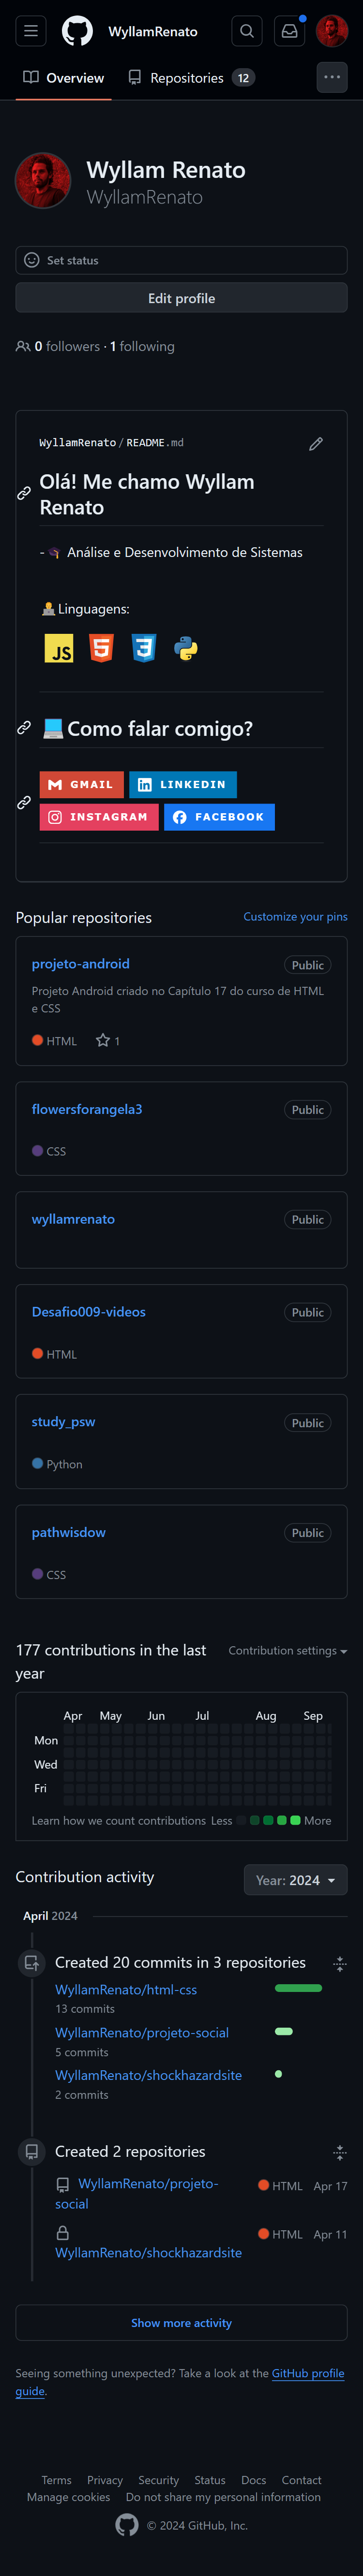 WyllamRenato
Overview
Repositories 12
Wyllam Renato
WyllamRenato
Set status
Edit profile
0 followers · 1 following
WyllamRenato/README.md
Olá! Me chamo Wyllam
Renato
- Análise e Desenvolvimento de Sistemas
Linguagens:
JS 5 3
Como falar comigo?
GMAIL LINKEDIN
INSTAGRAM FACEBOOK
Popular repositories Customize your pins
projeto-android Public
Projeto Android criado no Capítulo 17 do curso de HTML
e CSS
HTML 1
flowersforangela3 Public
CSS
wyllamrenato Public
Desafio009-videos Public
HTML
study_psw Public
Python
pathwisdow Public
CSS
177 contributions in the last
year
Contribution settings
Apr May Jun Jul Aug Sep
Mon
Wed
Fri
Learn how we count contributions Less More
Contribution activity
Year: 2024
April 2024
Created 20 commits in 3 repositories
WyllamRenato/html-css
13 commits
WyllamRenato/projeto-social
5 commits
WyllamRenato/shockhazardsite
2 commits
Created 2 repositories
WyllamRenato/projeto-
social
HTML Apr 17
HTML Apr 11
WyllamRenato/shockhazardsite
Show more activity
Seeing something unexpected? Take a look at the GitHub profile
guide.
Terms Privacy Security Status Docs Contact
Manage cookies Do not share my personal information
© 2024 GitHub, Inc.